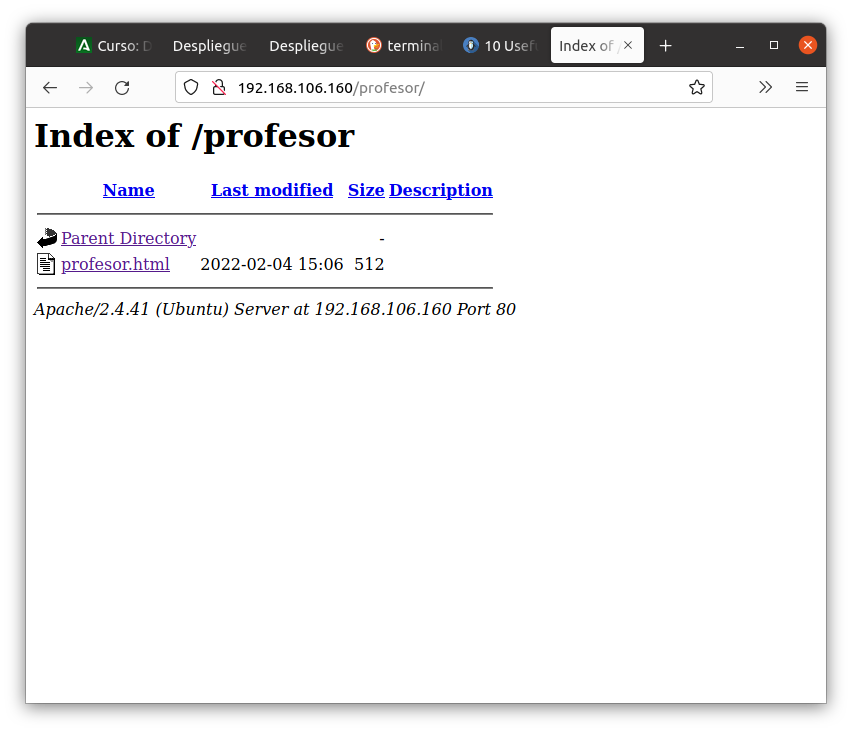 Curso: D Despliegue Despliegue termina 10 Usef Index of /
192.168.106.160/profesor/
Index of /profesor
Name Last modified Size Description
Parent Directory -
profesor.html 2022-02-04 15:06 512
Apache/2.4.41 (Ubuntu) Server at 192.168.106.160 Port 80